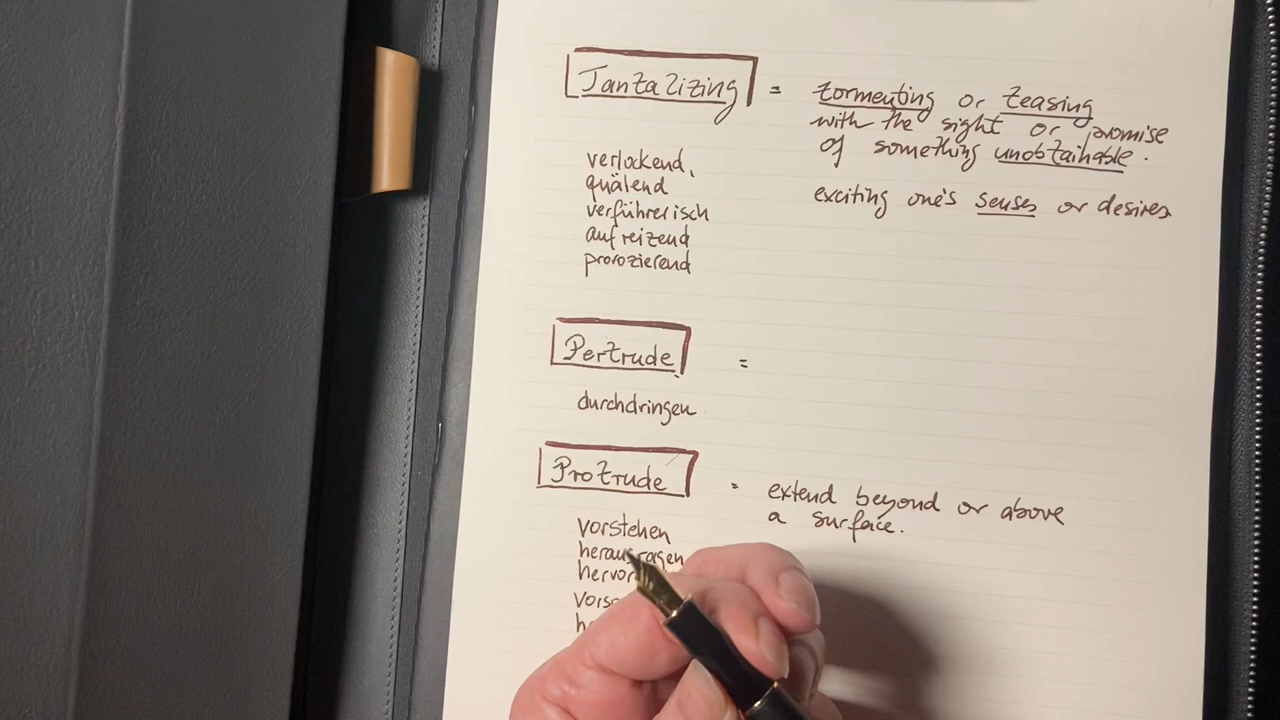 Tantalizing = tormenting or teasing
with the sight or promise
of something unobtainable.
exciting one's senses or desires
verlockend,
quälend
verführerisch
aufreizend
provozierend
Pertrude =
durchdringen
Protrude = extend beyond or above
a surface.
vorstehen
herausragen